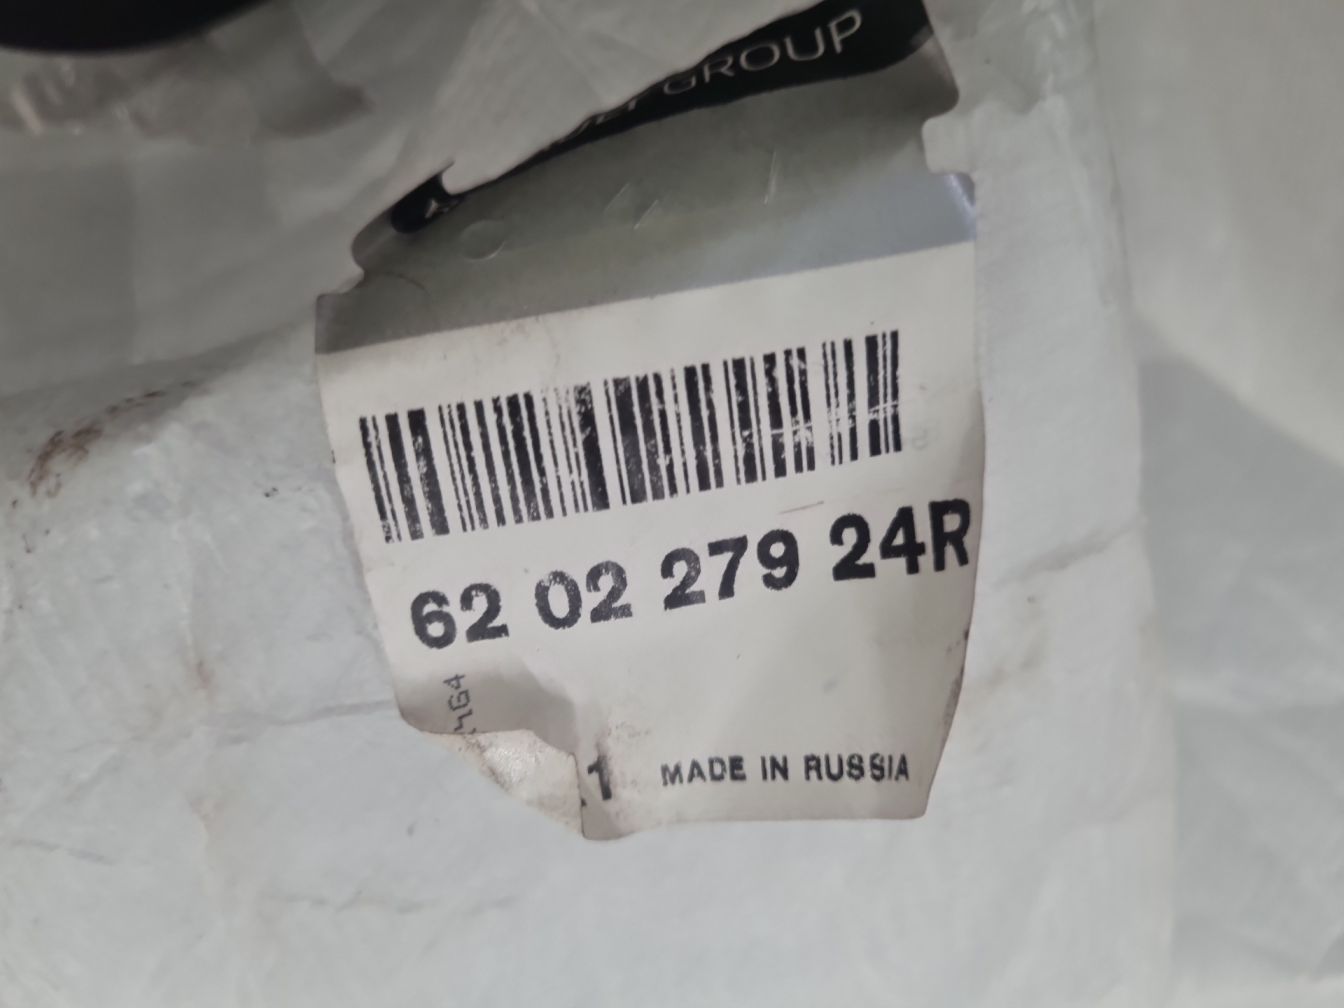 GROUP
62 02 279 24R
MADE IN RUSSIA